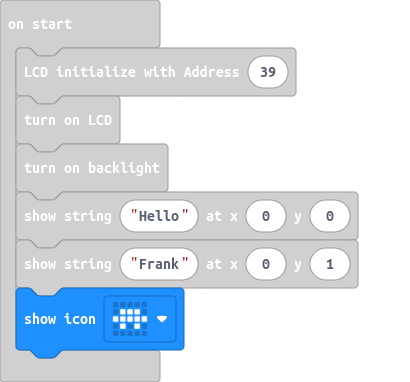 on start
LCD initialize with Address 39
turn on LCD
turn on backlight
show string "Hello" at x 0 y 0
show string "Frank" at x 0 y 1
show icon